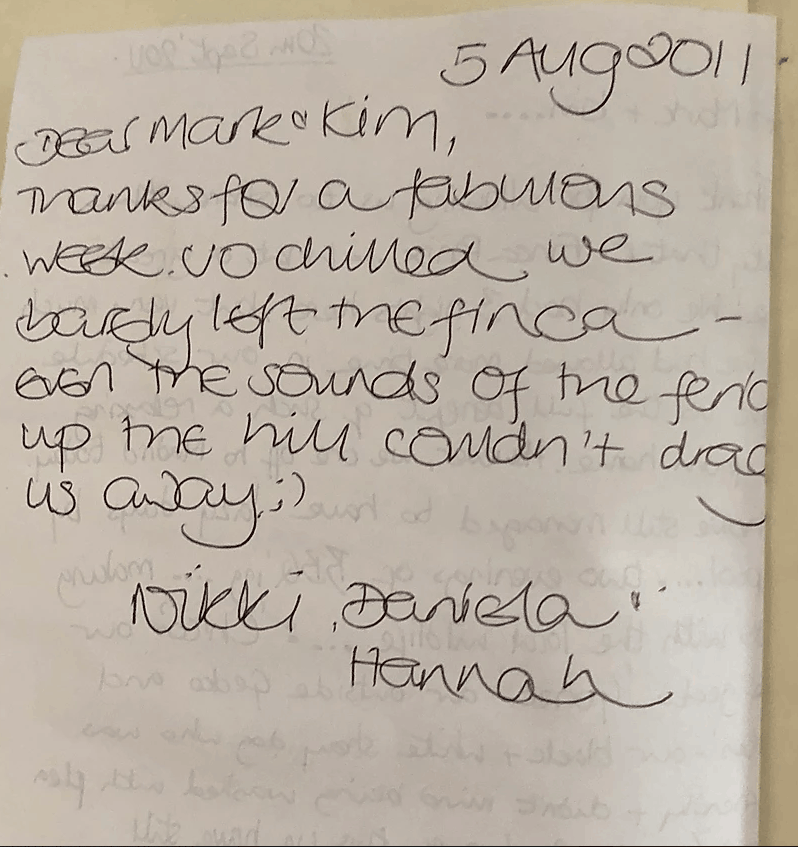 5 Aug 2011
Dear Mark & Kim,
Thanks for a fabulous
week. So chilled, we
barely left the finca -
even the sounds of the feria
up the hill couldn't drag
us away ;)
Nikki, Daniela &
Hannah